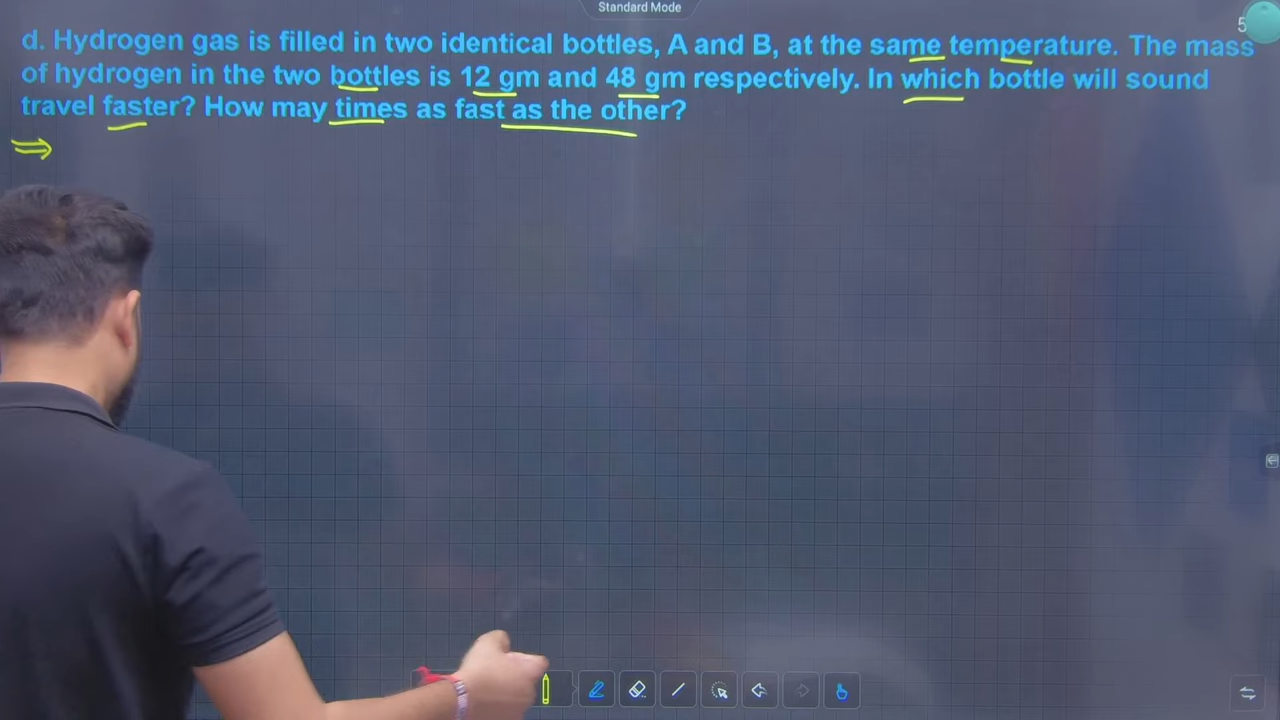 Standard Mode
5
d. Hydrogen gas is filled in two identical bottles, A and B, at the same temperature. The mass
of hydrogen in the two bottles is 12 gm and 48 gm respectively. In which bottle will sound
travel faster? How may times as fast as the other?